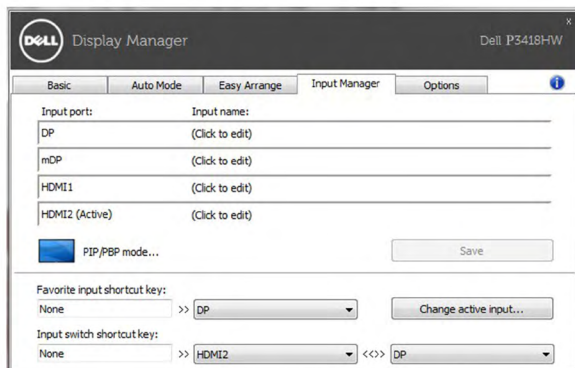 DELL Display Manager Dell P3418HW x
Basic Auto Mode Easy Arrange Input Manager Options i
Input port: Input name:
DP (Click to edit)
mDP (Click to edit)
HDMI1 (Click to edit)
HDMI2 (Active) (Click to edit)
PIP/PBP mode... Save
Favorite input shortcut key:
None >> DP Change active input...
Input switch shortcut key:
None >> HDMI2 <<>> DP